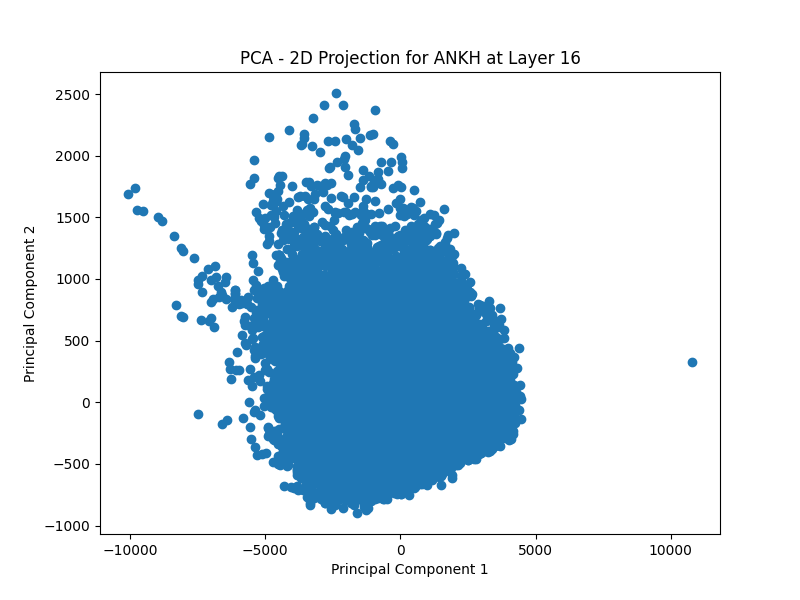 PCA - 2D Projection for ANKH at Layer 16
2500
2000
1500
1000
500
0
−500
−1000
Principal Component 2
−10000 −5000 0 5000 10000
Principal Component 1